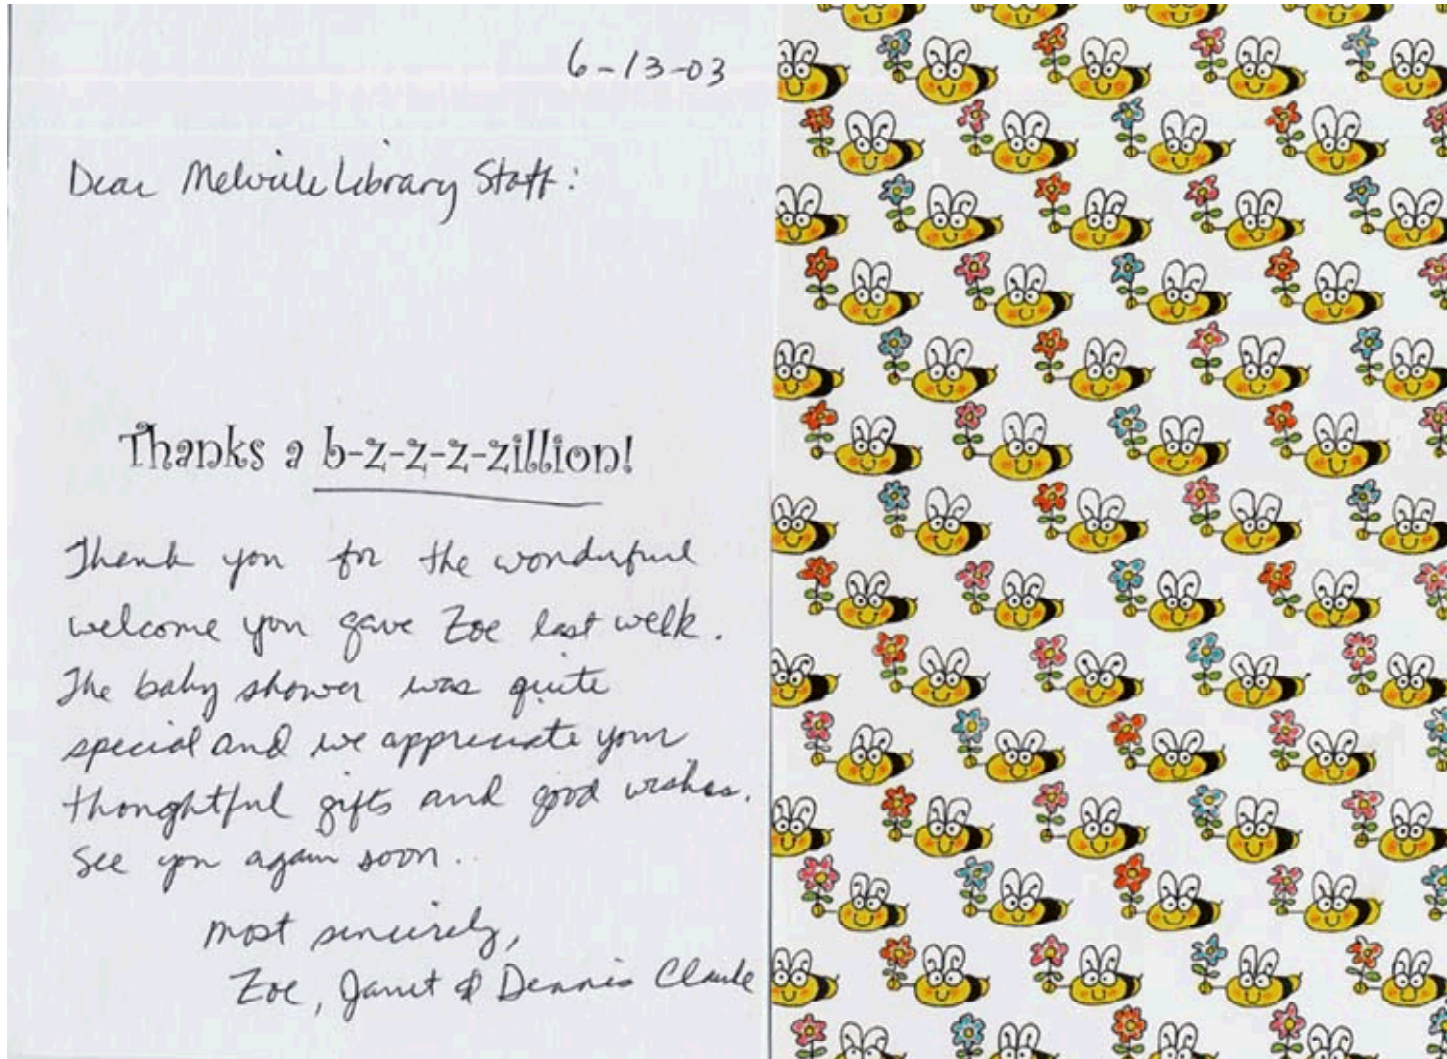 6-13-03
Dear Melville Library Staff:
Thanks a b-z-z-z-zillion!
Thank you for the wonderful
welcome you gave Zoe last week.
The baby shower was quite
special and we appreciate your
thoughtful gifts and good wishes.
See you again soon.
most sincerely,
Zoe, Janet & Dennis Clarke